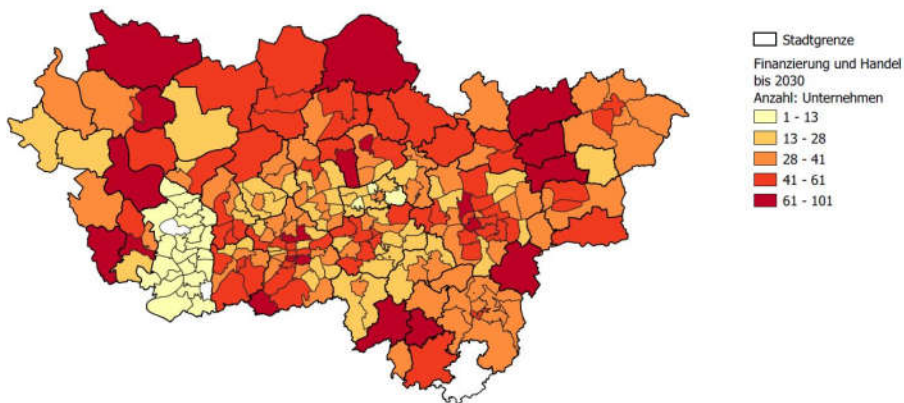 Stadtgrenze
Finanzierung und Handel
bis 2030
Anzahl: Unternehmen
1 - 13
13 - 28
28 - 41
41 - 61
61 - 101